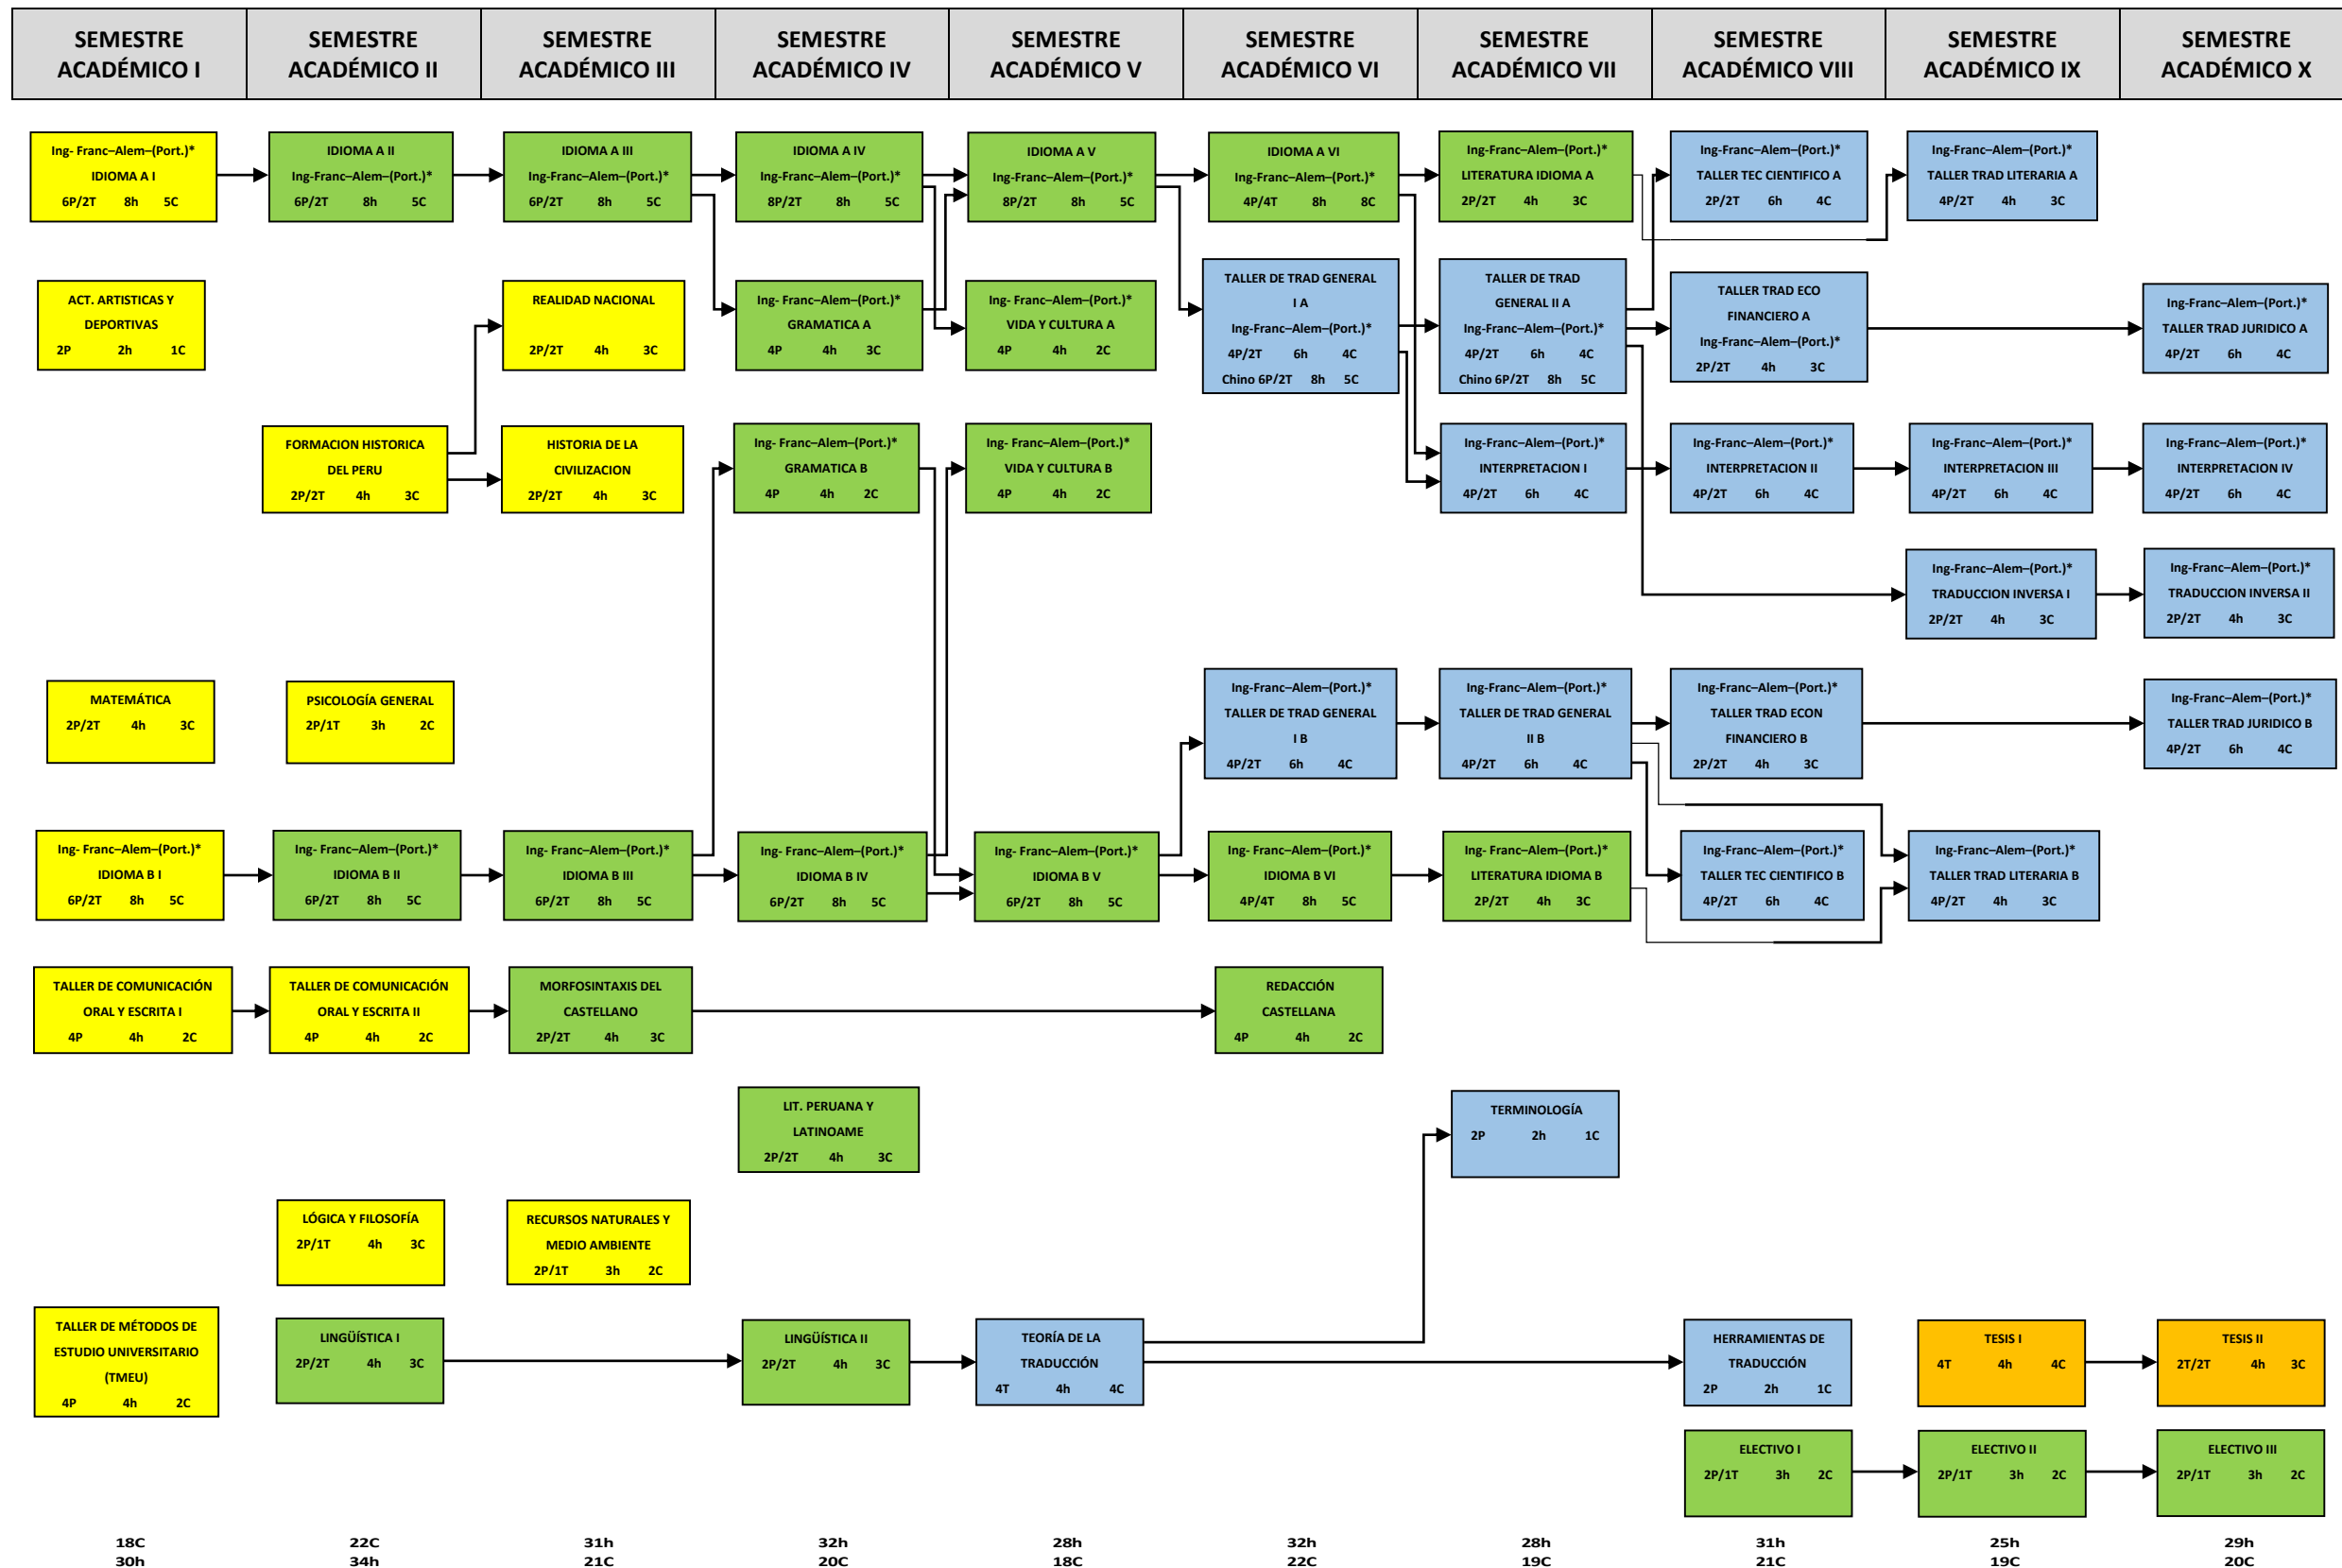 SEMESTRE
ACADÉMICO I
SEMESTRE
ACADÉMICO II
SEMESTRE
ACADÉMICO III
SEMESTRE
ACADÉMICO IV
SEMESTRE
ACADÉMICO V
SEMESTRE
ACADÉMICO VI
SEMESTRE
ACADÉMICO VII
SEMESTRE
ACADÉMICO VIII
SEMESTRE
ACADÉMICO IX
SEMESTRE
ACADÉMICO X
Ing- Franc–Alem–(Port.)*
IDIOMA A I
6P/2T 8h 5C
IDIOMA A II
Ing-Franc–Alem–(Port.)*
6P/2T 8h 5C
IDIOMA A III
Ing-Franc–Alem–(Port.)*
6P/2T 8h 5C
IDIOMA A IV
Ing-Franc–Alem–(Port.)*
8P/2T 8h 5C
IDIOMA A V
Ing-Franc–Alem–(Port.)*
8P/2T 8h 5C
IDIOMA A VI
Ing-Franc–Alem–(Port.)*
4P/4T 8h 8C
Ing-Franc–Alem–(Port.)*
LITERATURA IDIOMA A
2P/2T 4h 3C
Ing-Franc–Alem–(Port.)*
TALLER TEC CIENTIFICO A
2P/2T 6h 4C
Ing-Franc–Alem–(Port.)*
TALLER TRAD LITERARIA A
4P/2T 4h 3C
ACT. ARTISTICAS Y
DEPORTIVAS
2P 2h 1C
REALIDAD NACIONAL
2P/2T 4h 3C
Ing- Franc–Alem–(Port.)*
GRAMATICA A
4P 4h 3C
Ing- Franc–Alem–(Port.)*
VIDA Y CULTURA A
4P 4h 2C
TALLER DE TRAD GENERAL
I A
Ing-Franc–Alem–(Port.)*
4P/2T 6h 4C
Chino 6P/2T 8h 5C
TALLER DE TRAD
GENERAL II A
Ing-Franc–Alem–(Port.)*
4P/2T 6h 4C
Chino 6P/2T 8h 5C
TALLER TRAD ECO
FINANCIERO A
Ing-Franc–Alem–(Port.)*
2P/2T 4h 3C
Ing-Franc–Alem–(Port.)*
TALLER TRAD JURIDICO A
4P/2T 6h 4C
FORMACION HISTORICA
DEL PERU
2P/2T 4h 3C
HISTORIA DE LA
CIVILIZACION
2P/2T 4h 3C
Ing- Franc–Alem–(Port.)*
GRAMATICA B
4P 4h 2C
Ing- Franc–Alem–(Port.)*
VIDA Y CULTURA B
4P 4h 2C
Ing-Franc–Alem–(Port.)*
INTERPRETACION I
4P/2T 6h 4C
Ing-Franc–Alem–(Port.)*
INTERPRETACION II
4P/2T 6h 4C
Ing-Franc–Alem–(Port.)*
INTERPRETACION III
4P/2T 6h 4C
Ing-Franc–Alem–(Port.)*
INTERPRETACION IV
4P/2T 6h 4C
Ing-Franc–Alem–(Port.)*
TRADUCCION INVERSA I
2P/2T 4h 3C
Ing-Franc–Alem–(Port.)*
TRADUCCION INVERSA II
2P/2T 4h 3C
MATEMÁTICA
2P/2T 4h 3C
PSICOLOGÍA GENERAL
2P/1T 3h 2C
Ing-Franc–Alem–(Port.)*
TALLER DE TRAD GENERAL
I B
4P/2T 6h 4C
Ing-Franc–Alem–(Port.)*
TALLER DE TRAD GENERAL
II B
4P/2T 6h 4C
Ing-Franc–Alem–(Port.)*
TALLER TRAD ECON
FINANCIERO B
2P/2T 4h 3C
Ing-Franc–Alem–(Port.)*
TALLER TRAD JURIDICO B
4P/2T 6h 4C
Ing- Franc–Alem–(Port.)*
IDIOMA B I
6P/2T 8h 5C
Ing- Franc–Alem–(Port.)*
IDIOMA B II
6P/2T 8h 5C
Ing- Franc–Alem–(Port.)*
IDIOMA B III
6P/2T 8h 5C
Ing- Franc–Alem–(Port.)*
IDIOMA B IV
6P/2T 8h 5C
Ing- Franc–Alem–(Port.)*
IDIOMA B V
6P/2T 8h 5C
Ing- Franc–Alem–(Port.)*
IDIOMA B VI
4P/4T 8h 5C
Ing- Franc–Alem–(Port.)*
LITERATURA IDIOMA B
2P/2T 4h 3C
Ing-Franc–Alem–(Port.)*
TALLER TEC CIENTIFICO B
4P/2T 6h 4C
Ing-Franc–Alem–(Port.)*
TALLER TRAD LITERARIA B
4P/2T 4h 3C
TALLER DE COMUNICACIÓN
ORAL Y ESCRITA I
4P 4h 2C
TALLER DE COMUNICACIÓN
ORAL Y ESCRITA II
4P 4h 2C
MORFOSINTAXIS DEL
CASTELLANO
2P/2T 4h 3C
REDACCIÓN
CASTELLANA
4P 4h 2C
LIT. PERUANA Y
LATINOAME
2P/2T 4h 3C
TERMINOLOGÍA
2P 2h 1C
LÓGICA Y FILOSOFÍA
2P/1T 4h 3C
RECURSOS NATURALES Y
MEDIO AMBIENTE
2P/1T 3h 2C
TALLER DE MÉTODOS DE
ESTUDIO UNIVERSITARIO
(TMEU)
4P 4h 2C
LINGÜÍSTICA I
2P/2T 4h 3C
LINGÜÍSTICA II
2P/2T 4h 3C
TEORÍA DE LA
TRADUCCIÓN
4T 4h 4C
HERRAMIENTAS DE
TRADUCCIÓN
2P 2h 1C
TESIS I
4T 4h 4C
TESIS II
2T/2T 4h 3C
ELECTIVO I
2P/1T 3h 2C
ELECTIVO II
2P/1T 3h 2C
ELECTIVO III
2P/1T 3h 2C
18C 22C 31h 32h 28h 32h 28h 31h 25h 29h
30h 34h 21C 20C 18C 22C 19C 21C 19C 20C